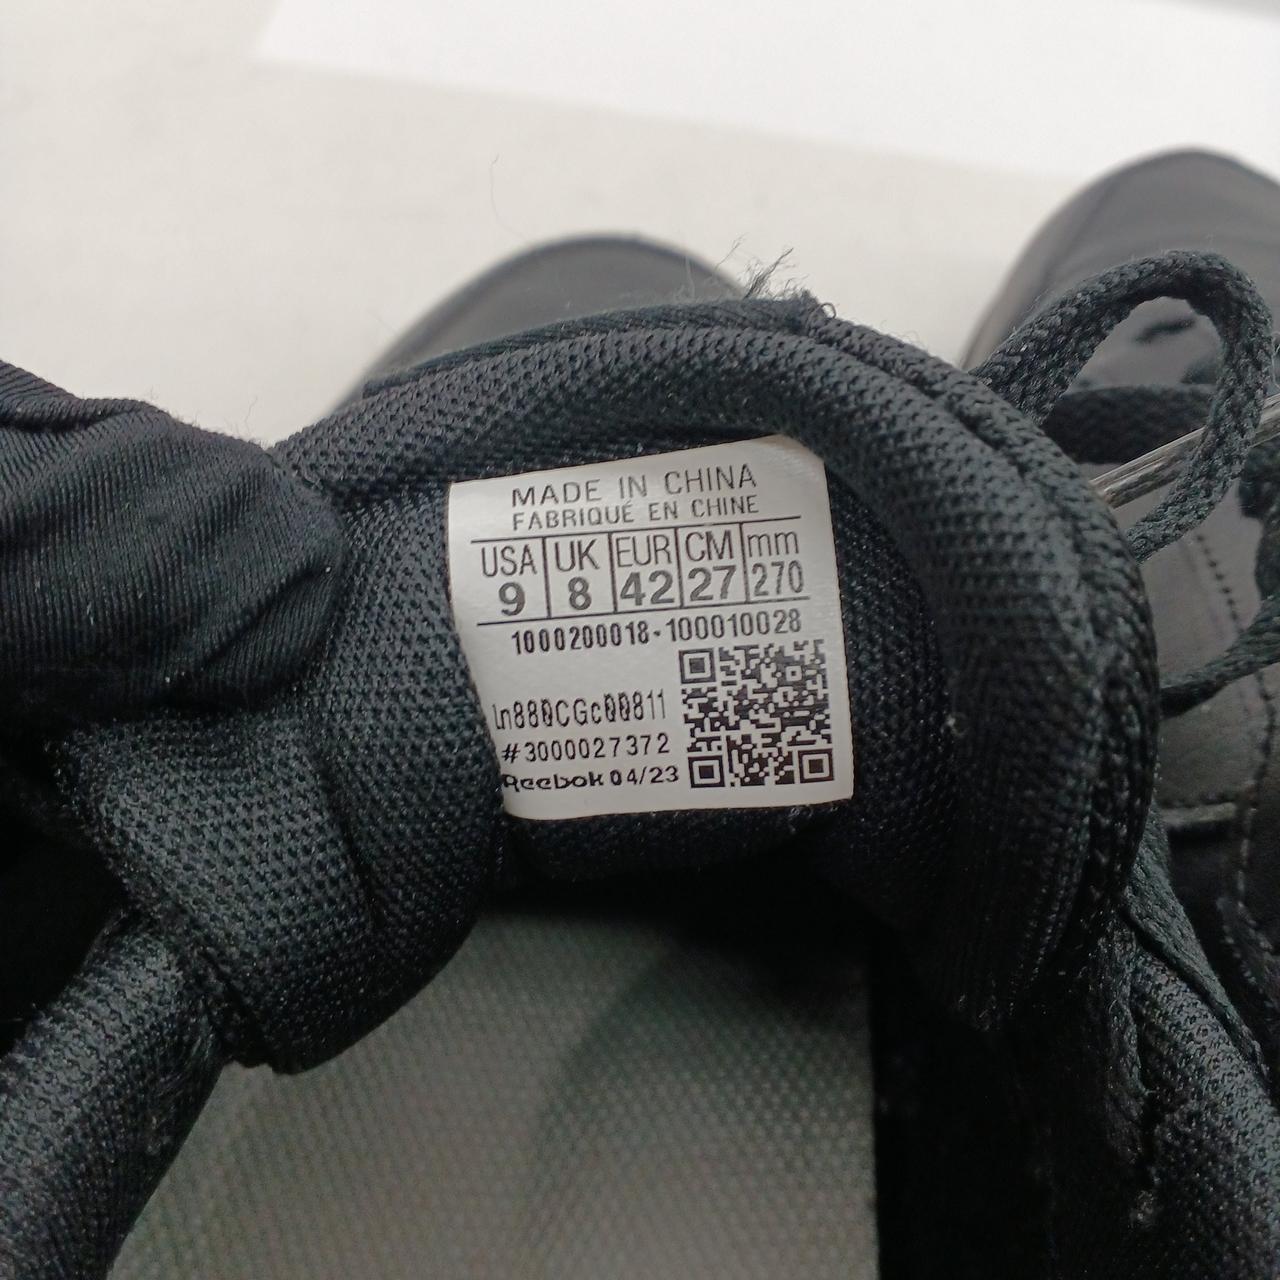 MADE IN CHINA
FABRIQUÉ EN CHINE
USA UK EUR CM mm
9 8 42 27 270
1000200018-100010028
ln880CGc00811
#3000027372
Reebok 04/23